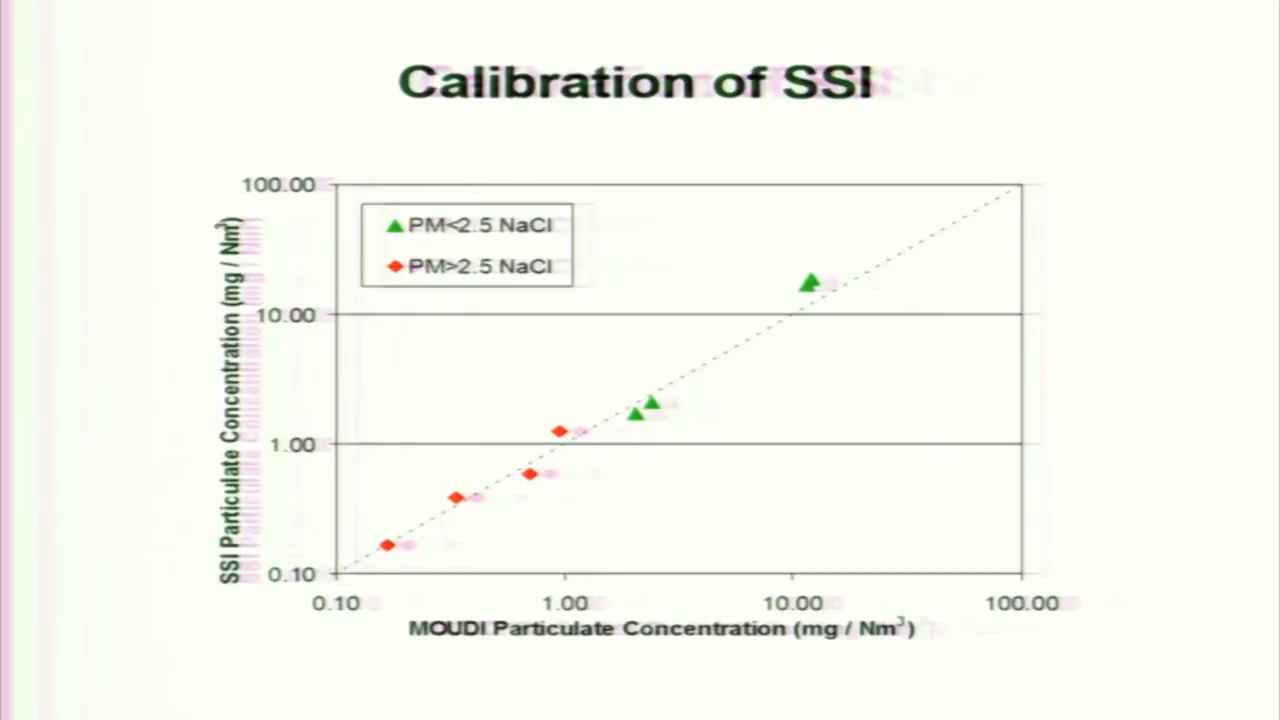 Calibration of SSI
100.00
10.00
1.00
0.10
SSI Particulate Concentration (mg / Nm³)
PM<2.5 NaCl
PM>2.5 NaCl
0.10 1.00 10.00 100.00
MOUDI Particulate Concentration (mg / Nm³)